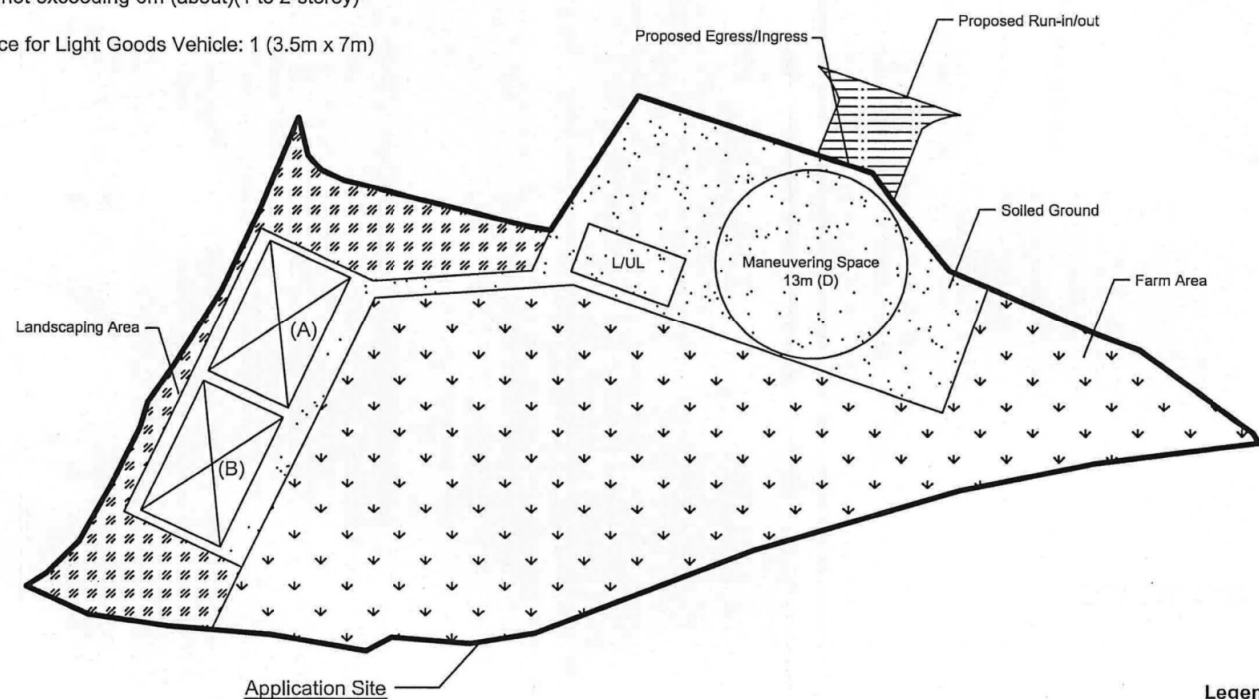 not exceeding 6m (about)(1 to 2 storey)
ce for Light Goods Vehicle: 1 (3.5m x 7m)
Proposed Run-in/out
Proposed Egress/Ingress
Soiled Ground
L/UL
Maneuvering Space
13m (D)
Farm Area
Landscaping Area
(A)
(B)
Application Site
Legen